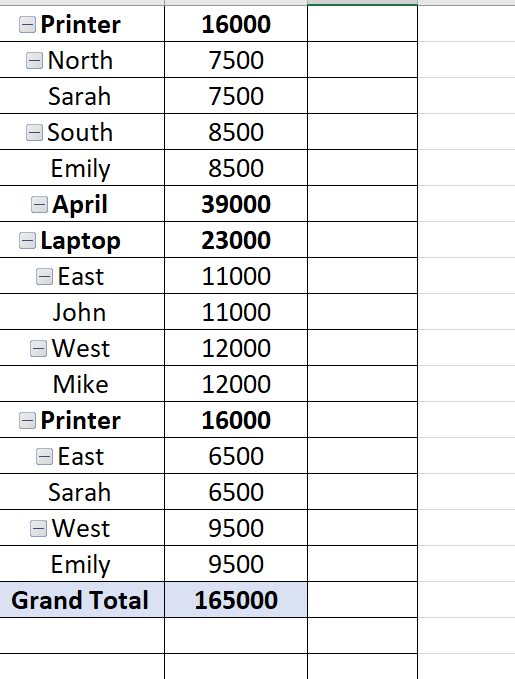 Printer 16000
North 7500
Sarah 7500
South 8500
Emily 8500
April 39000
Laptop 23000
East 11000
John 11000
West 12000
Mike 12000
Printer 16000
East 6500
Sarah 6500
West 9500
Emily 9500
Grand Total 165000